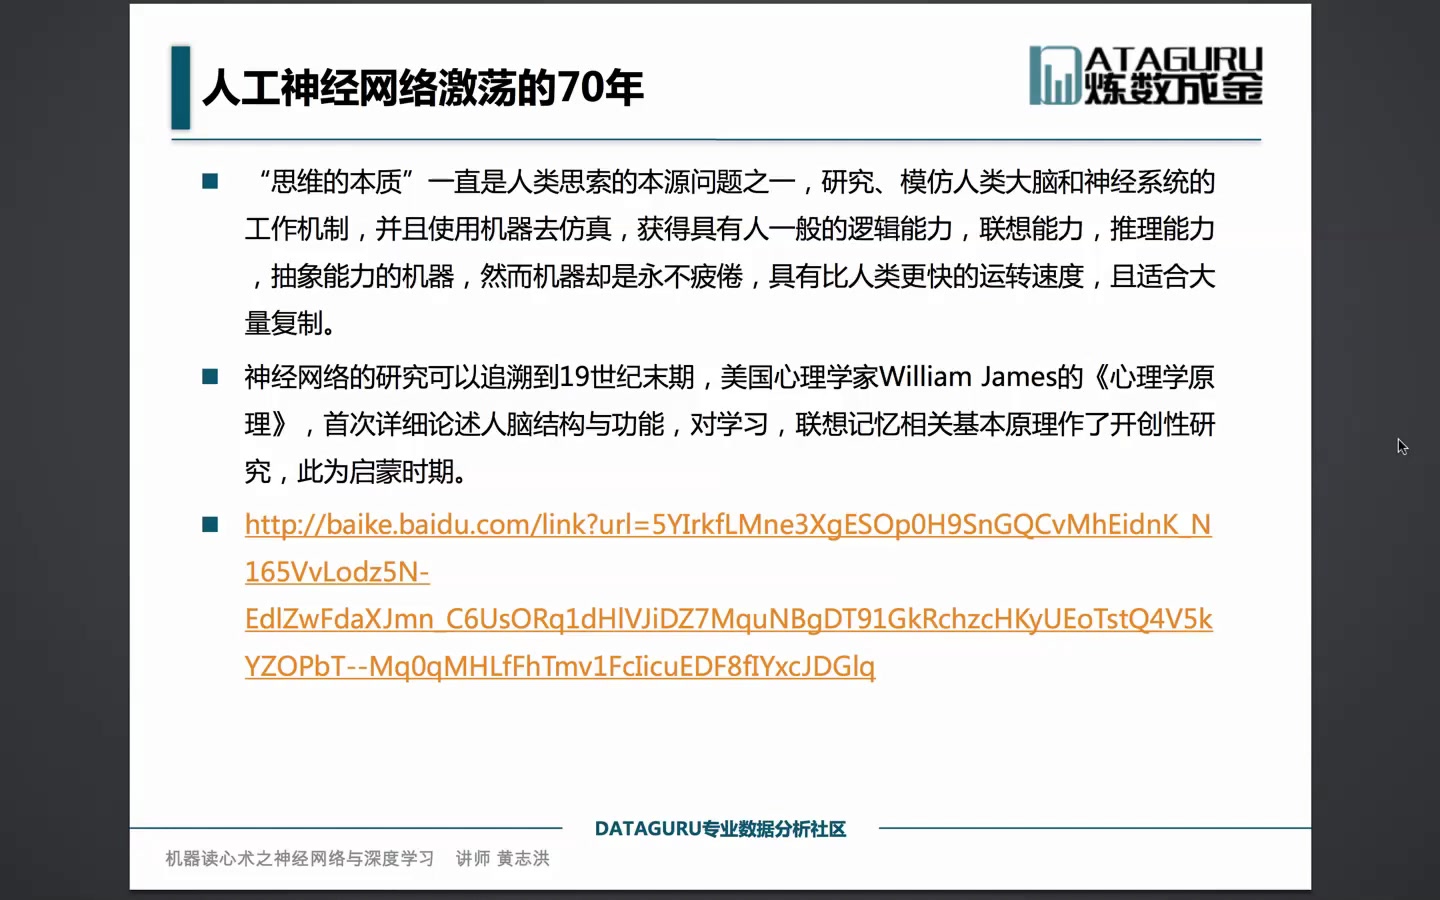 人工神经网络激荡的70年
ATAGURU
炼数成金
“思维的本质”一直是人类思索的本源问题之一，研究、模仿人类大脑和神经系统的
工作机制，并且使用机器去仿真，获得具有人一般的逻辑能力，联想能力，推理能力
，抽象能力的机器，然而机器却是永不疲倦，具有比人类更快的运转速度，且适合大
量复制。
神经网络的研究可以追溯到19世纪末期，美国心理学家William James的《心理学原
理》，首次详细论述人脑结构与功能，对学习，联想记忆相关基本原理作了开创性研
究，此为启蒙时期。
http://baike.baidu.com/link?url=5YIrkfLMne3XgESOp0H9SnGQCvMhEidnK_N
165VvLodz5N-
EdlZwFdaXJmn_C6UsORq1dHlVJiDZ7MquNBgDT91GkRchzcHKyUEoTstQ4V5k
YZOPbT--Mq0qMHLfFhTmv1FcIicuEDF8fIYxcJDGlq
DATAGURU专业数据分析社区
机器读心术之神经网络与深度学习 讲师 黄志洪